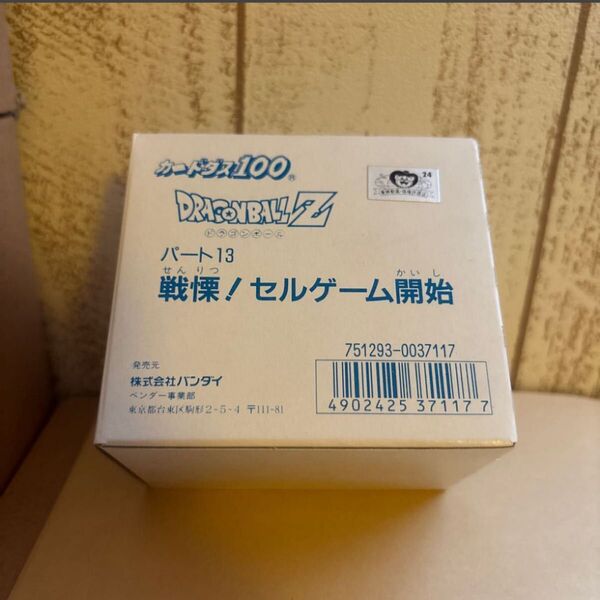 カードダス100®
24
DRAGONBALL Z
ドラゴンボール
パート13
せんりつ かいし
戦慄！セルゲーム開始
751293-0037117
発売元
株式会社バンダイ
ベンダー事業部
東京都台東区駒形2-5-4 〒111-81
4902425371177